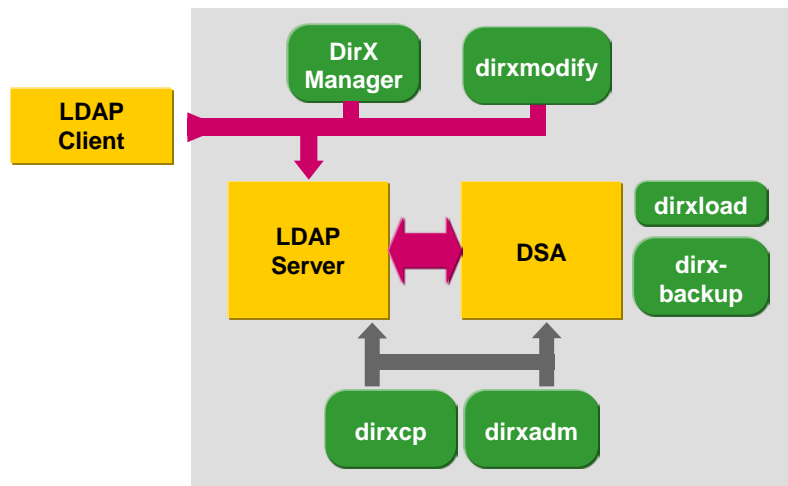 DirX
Manager
dirxmodify
LDAP
Client
LDAP
Server
DSA
dirxload
dirx-
backup
dirxcp
dirxadm